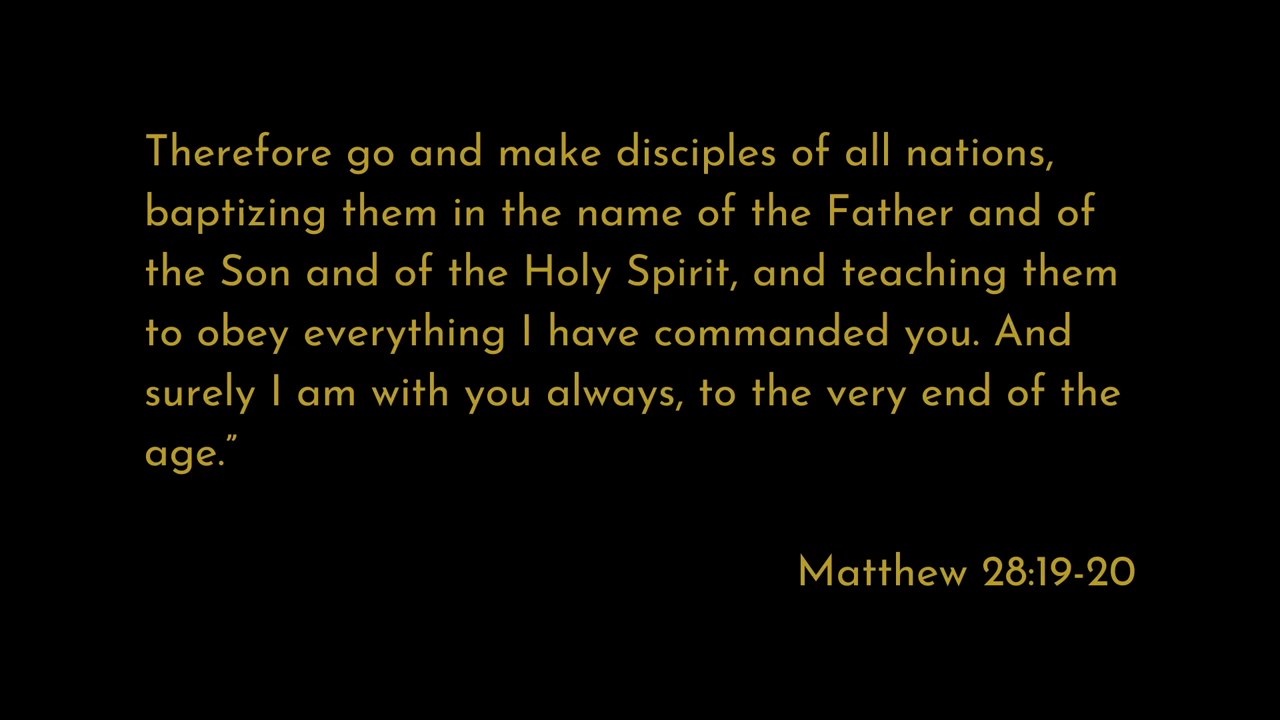 Therefore go and make disciples of all nations,
baptizing them in the name of the Father and of
the Son and of the Holy Spirit, and teaching them
to obey everything I have commanded you. And
surely I am with you always, to the very end of the
age.”
Matthew 28:19-20